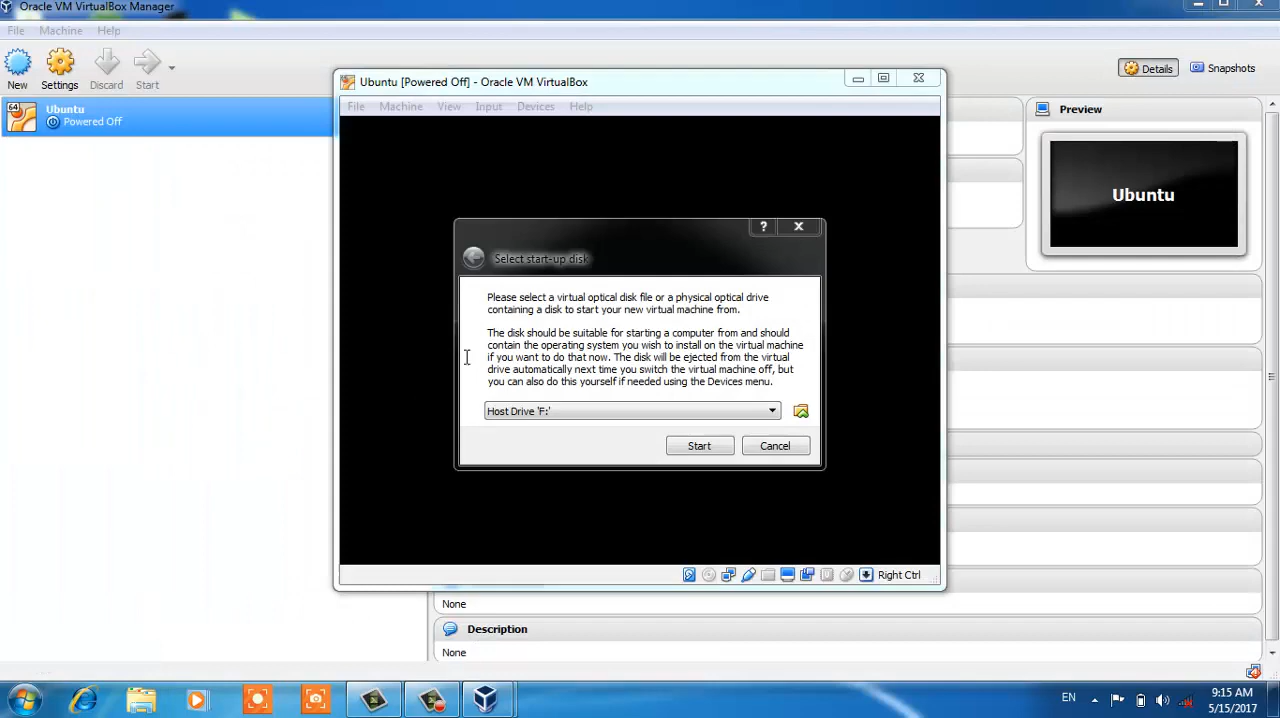 Oracle VM VirtualBox Manager
File Machine Help
New Settings Discard Start
Details Snapshots
64
Ubuntu
Powered Off
Ubuntu [Powered Off] - Oracle VM VirtualBox
File Machine View Input Devices Help
Preview
Ubuntu
?
Select start-up disk
Please select a virtual optical disk file or a physical optical drive
containing a disk to start your new virtual machine from.
The disk should be suitable for starting a computer from and should
contain the operating system you wish to install on the virtual machine
if you want to do that now. The disk will be ejected from the virtual
drive automatically next time you switch the virtual machine off, but
you can also do this yourself if needed using the Devices menu.
Host Drive 'F:'
Start Cancel
Right Ctrl
None
Description
None
EN
9:15 AM
5/15/2017